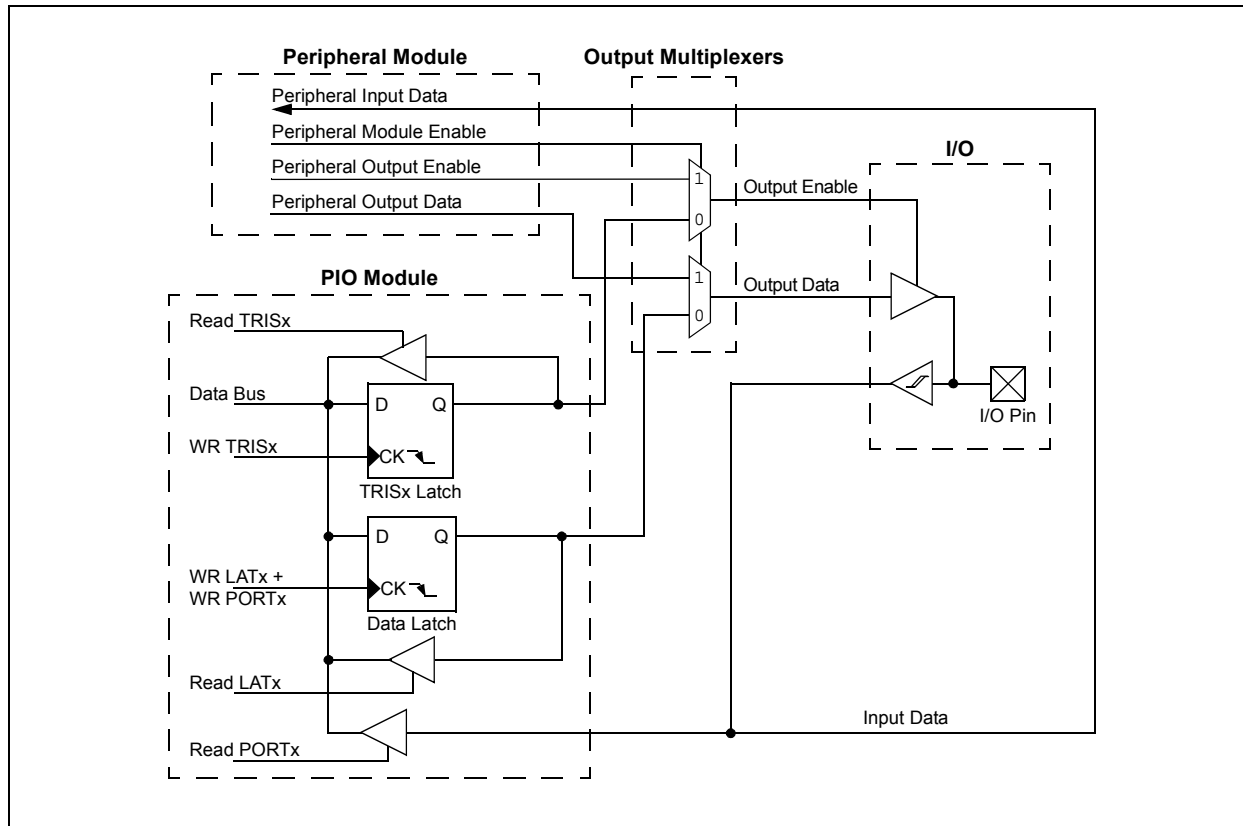 Peripheral Module
Output Multiplexers
Peripheral Input Data
Peripheral Module Enable
Peripheral Output Enable
Peripheral Output Data
1
0
Output Enable
I/O
1
0
Output Data
I/O Pin
PIO Module
Read TRISx
Data Bus
D Q
WR TRISx
CK
TRISx Latch
D Q
WR LATx +
WR PORTx
CK
Data Latch
Read LATx
Read PORTx
Input Data